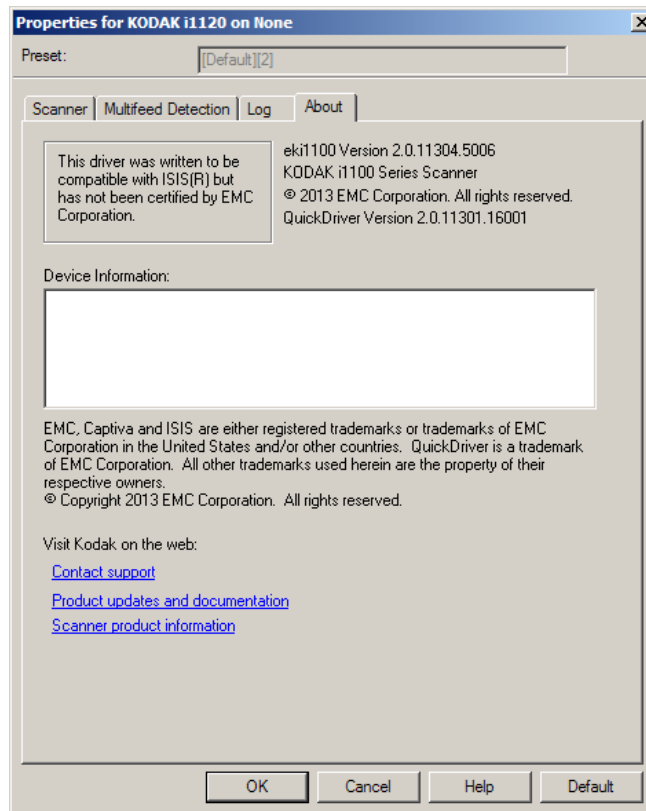 Properties for KODAK i1120 on None
Preset:
[Default][2]
Scanner
Multifeed Detection
Log
About
This driver was written to be
compatible with ISIS(R) but
has not been certified by EMC
Corporation.
eki1100 Version 2.0.11304.5006
KODAK i1100 Series Scanner
© 2013 EMC Corporation. All rights reserved.
QuickDriver Version 2.0.11301.16001
Device Information:
EMC, Captiva and ISIS are either registered trademarks or trademarks of EMC
Corporation in the United States and/or other countries.  QuickDriver is a trademark
of EMC Corporation.  All other trademarks used herein are the property of their
respective owners.
© Copyright 2013 EMC Corporation.  All rights reserved.
Visit Kodak on the web:
Contact support
Product updates and documentation
Scanner product information
OK
Cancel
Help
Default